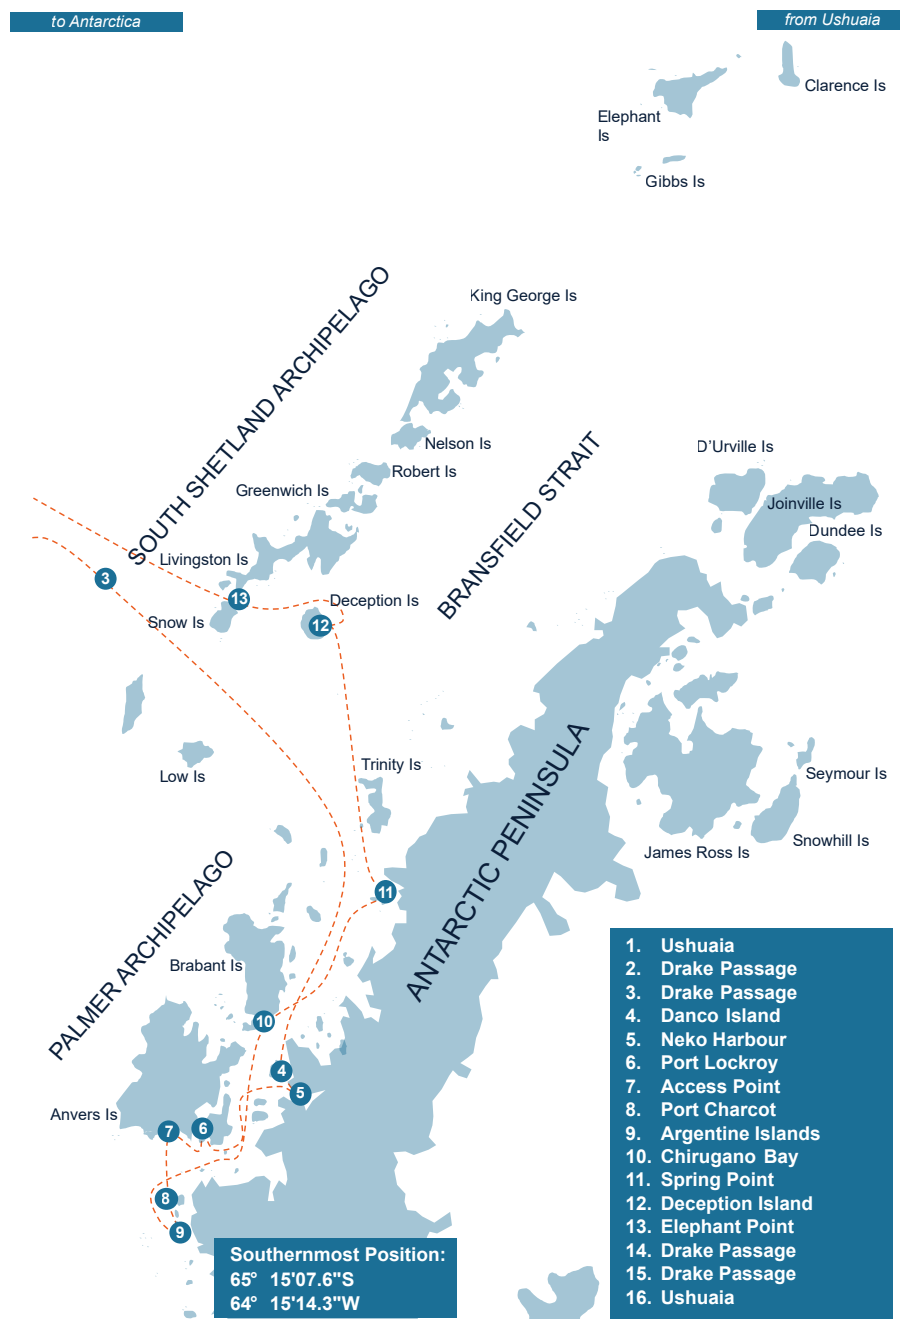 to Antarctica
from Ushuaia
Clarence Is
Elephant
Is
Gibbs Is
SOUTH SHETLAND ARCHIPELAGO
King George Is
Nelson Is
Robert Is
Greenwich Is
BRANSFIELD STRAIT
D'Urville Is
Joinville Is
Dundee Is
Livingston Is
3
13
Deception Is
Snow Is
12
Low Is
Trinity Is
ANTARCTIC PENINSULA
Seymour Is
Snowhill Is
James Ross Is
PALMER ARCHIPELAGO
11
Brabant Is
10
4
5
Anvers Is
7
6
8
9
Southernmost Position:
65° 15'07.6"S
64° 15'14.3"W
1. Ushuaia
2. Drake Passage
3. Drake Passage
4. Danco Island
5. Neko Harbour
6. Port Lockroy
7. Access Point
8. Port Charcot
9. Argentine Islands
10. Chirugano Bay
11. Spring Point
12. Deception Island
13. Elephant Point
14. Drake Passage
15. Drake Passage
16. Ushuaia